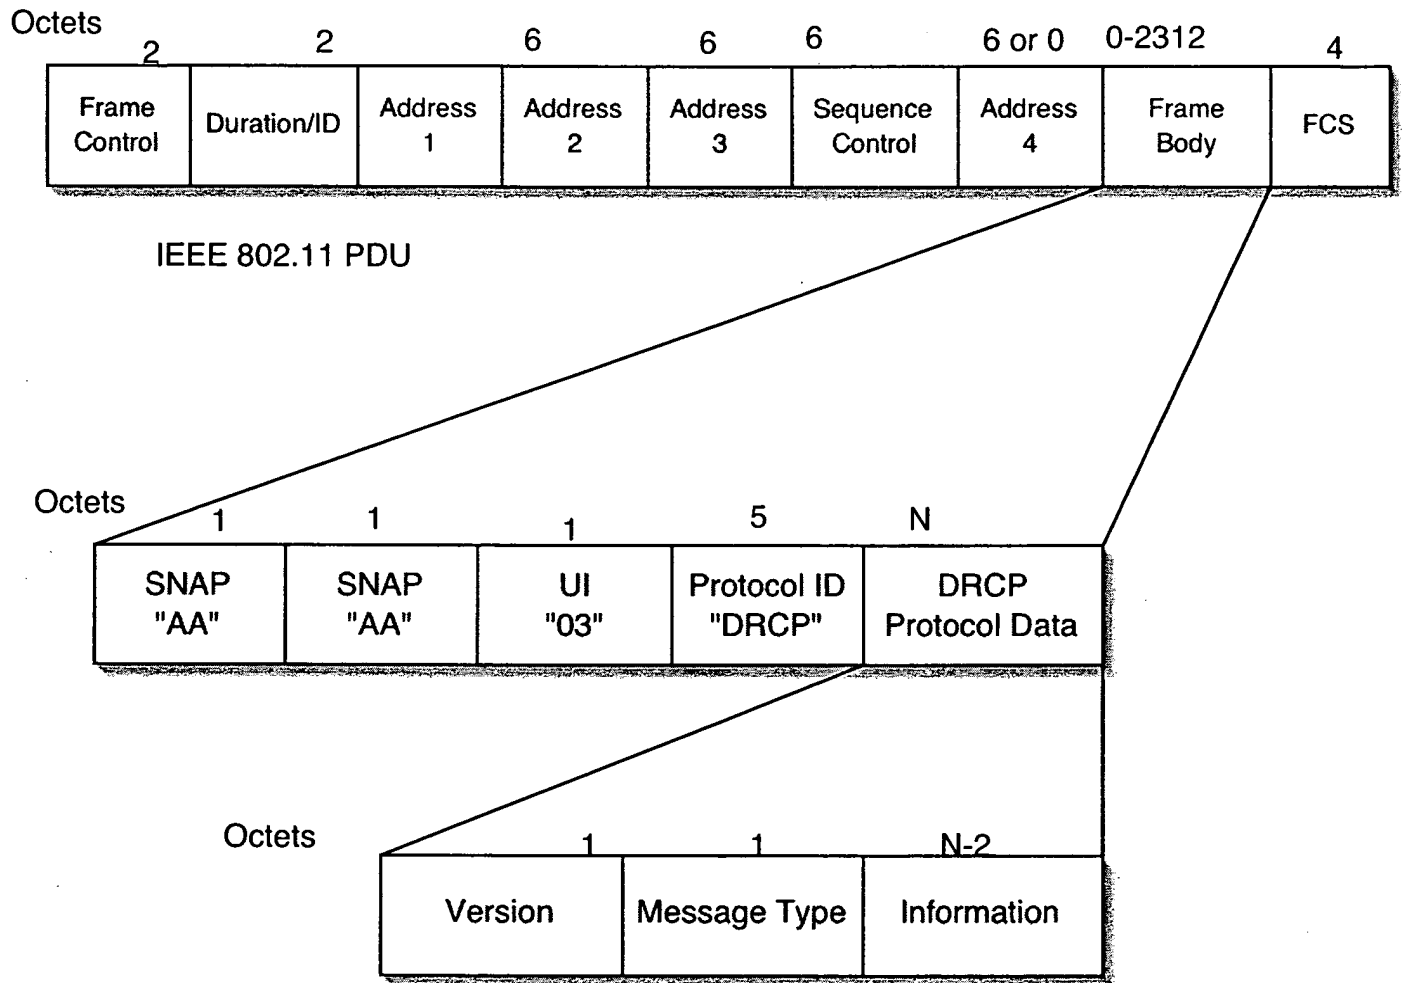 Octets
2 2 6 6 6 6 or 0 0-2312 4
Frame Control
Duration/ID
Address 1
Address 2
Address 3
Sequence Control
Address 4
Frame Body
FCS
IEEE 802.11 PDU
Octets
1 1 1 5 N
SNAP "AA"
SNAP "AA"
UI "03"
Protocol ID "DRCP"
DRCP Protocol Data
Octets
1 1 N-2
Version
Message Type
Information